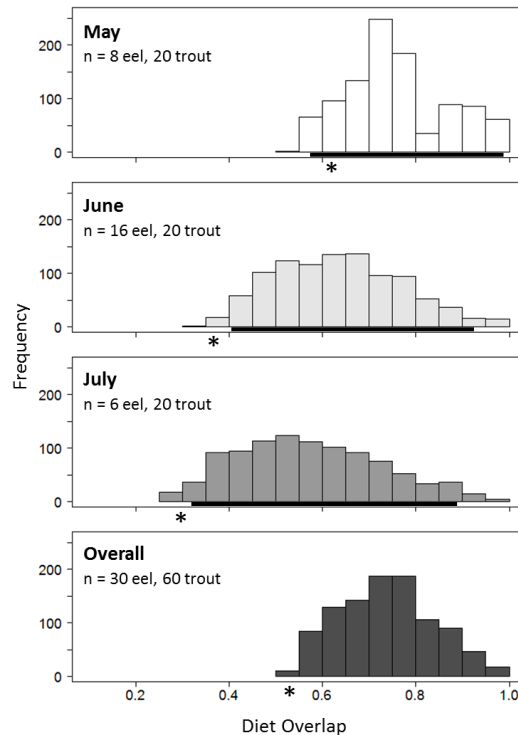 May
n = 8 eel, 20 trout
200
100
0
*
June
n = 16 eel, 20 trout
200
100
0
*
Frequency
July
n = 6 eel, 20 trout
200
100
0
*
Overall
n = 30 eel, 60 trout
200
100
0
*
0.2 0.4 0.6 0.8 1.0
Diet Overlap